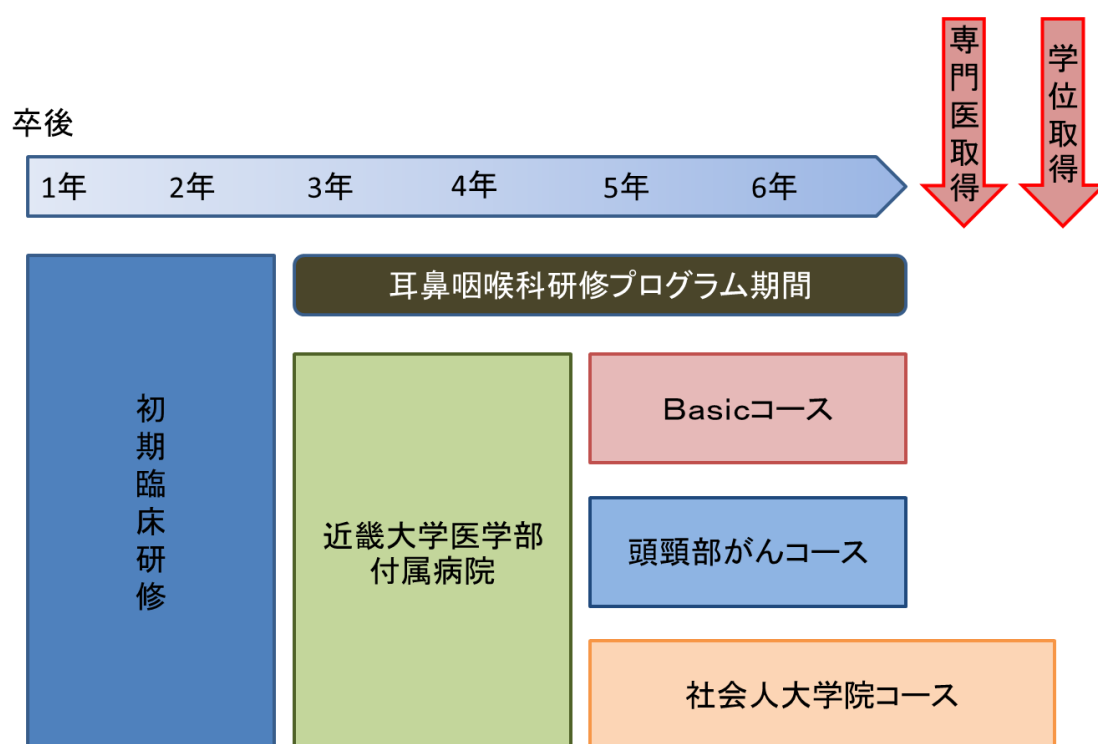 専門医取得
学位取得
卒後
1年 2年 3年 4年 5年 6年
耳鼻咽喉科研修プログラム期間
初期臨床研修
近畿大学医学部
付属病院
Basicコース
頭頸部がんコース
社会人大学院コース